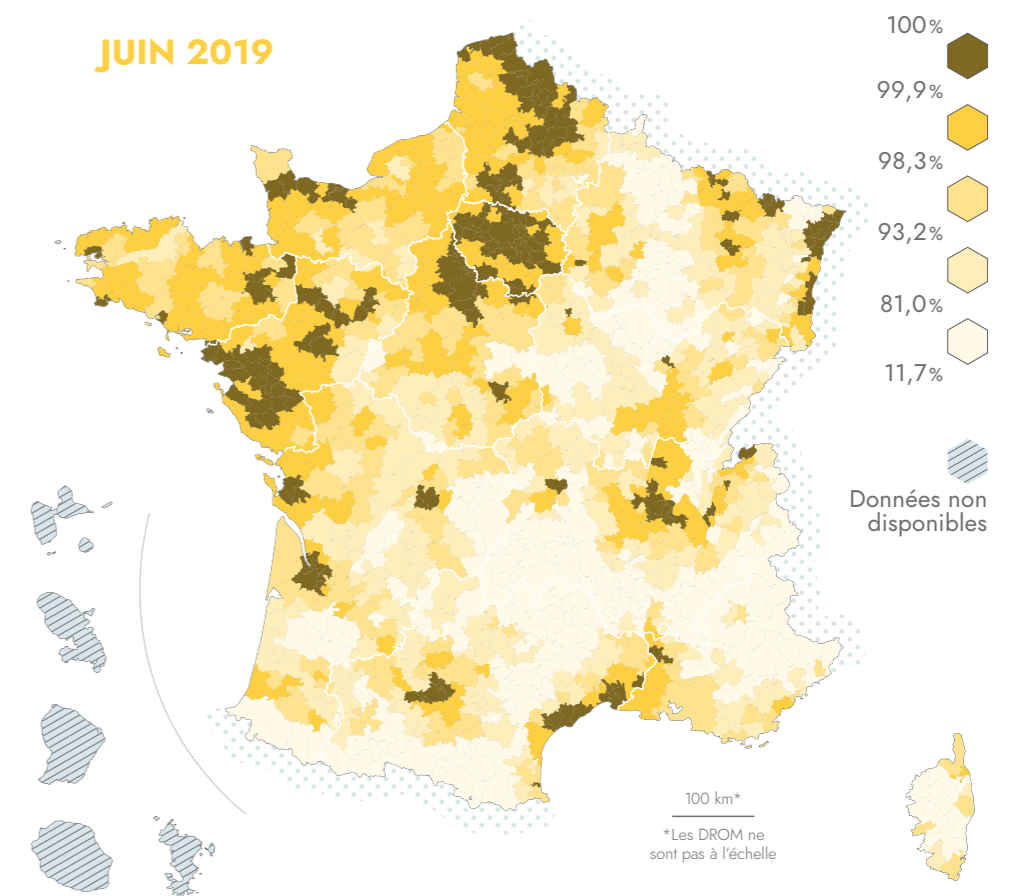 JUIN 2019
100%
99,9%
98,3%
93,2%
81,0%
11,7%
Données non
disponibles
100 km*
*Les DROM ne
sont pas à l'échelle